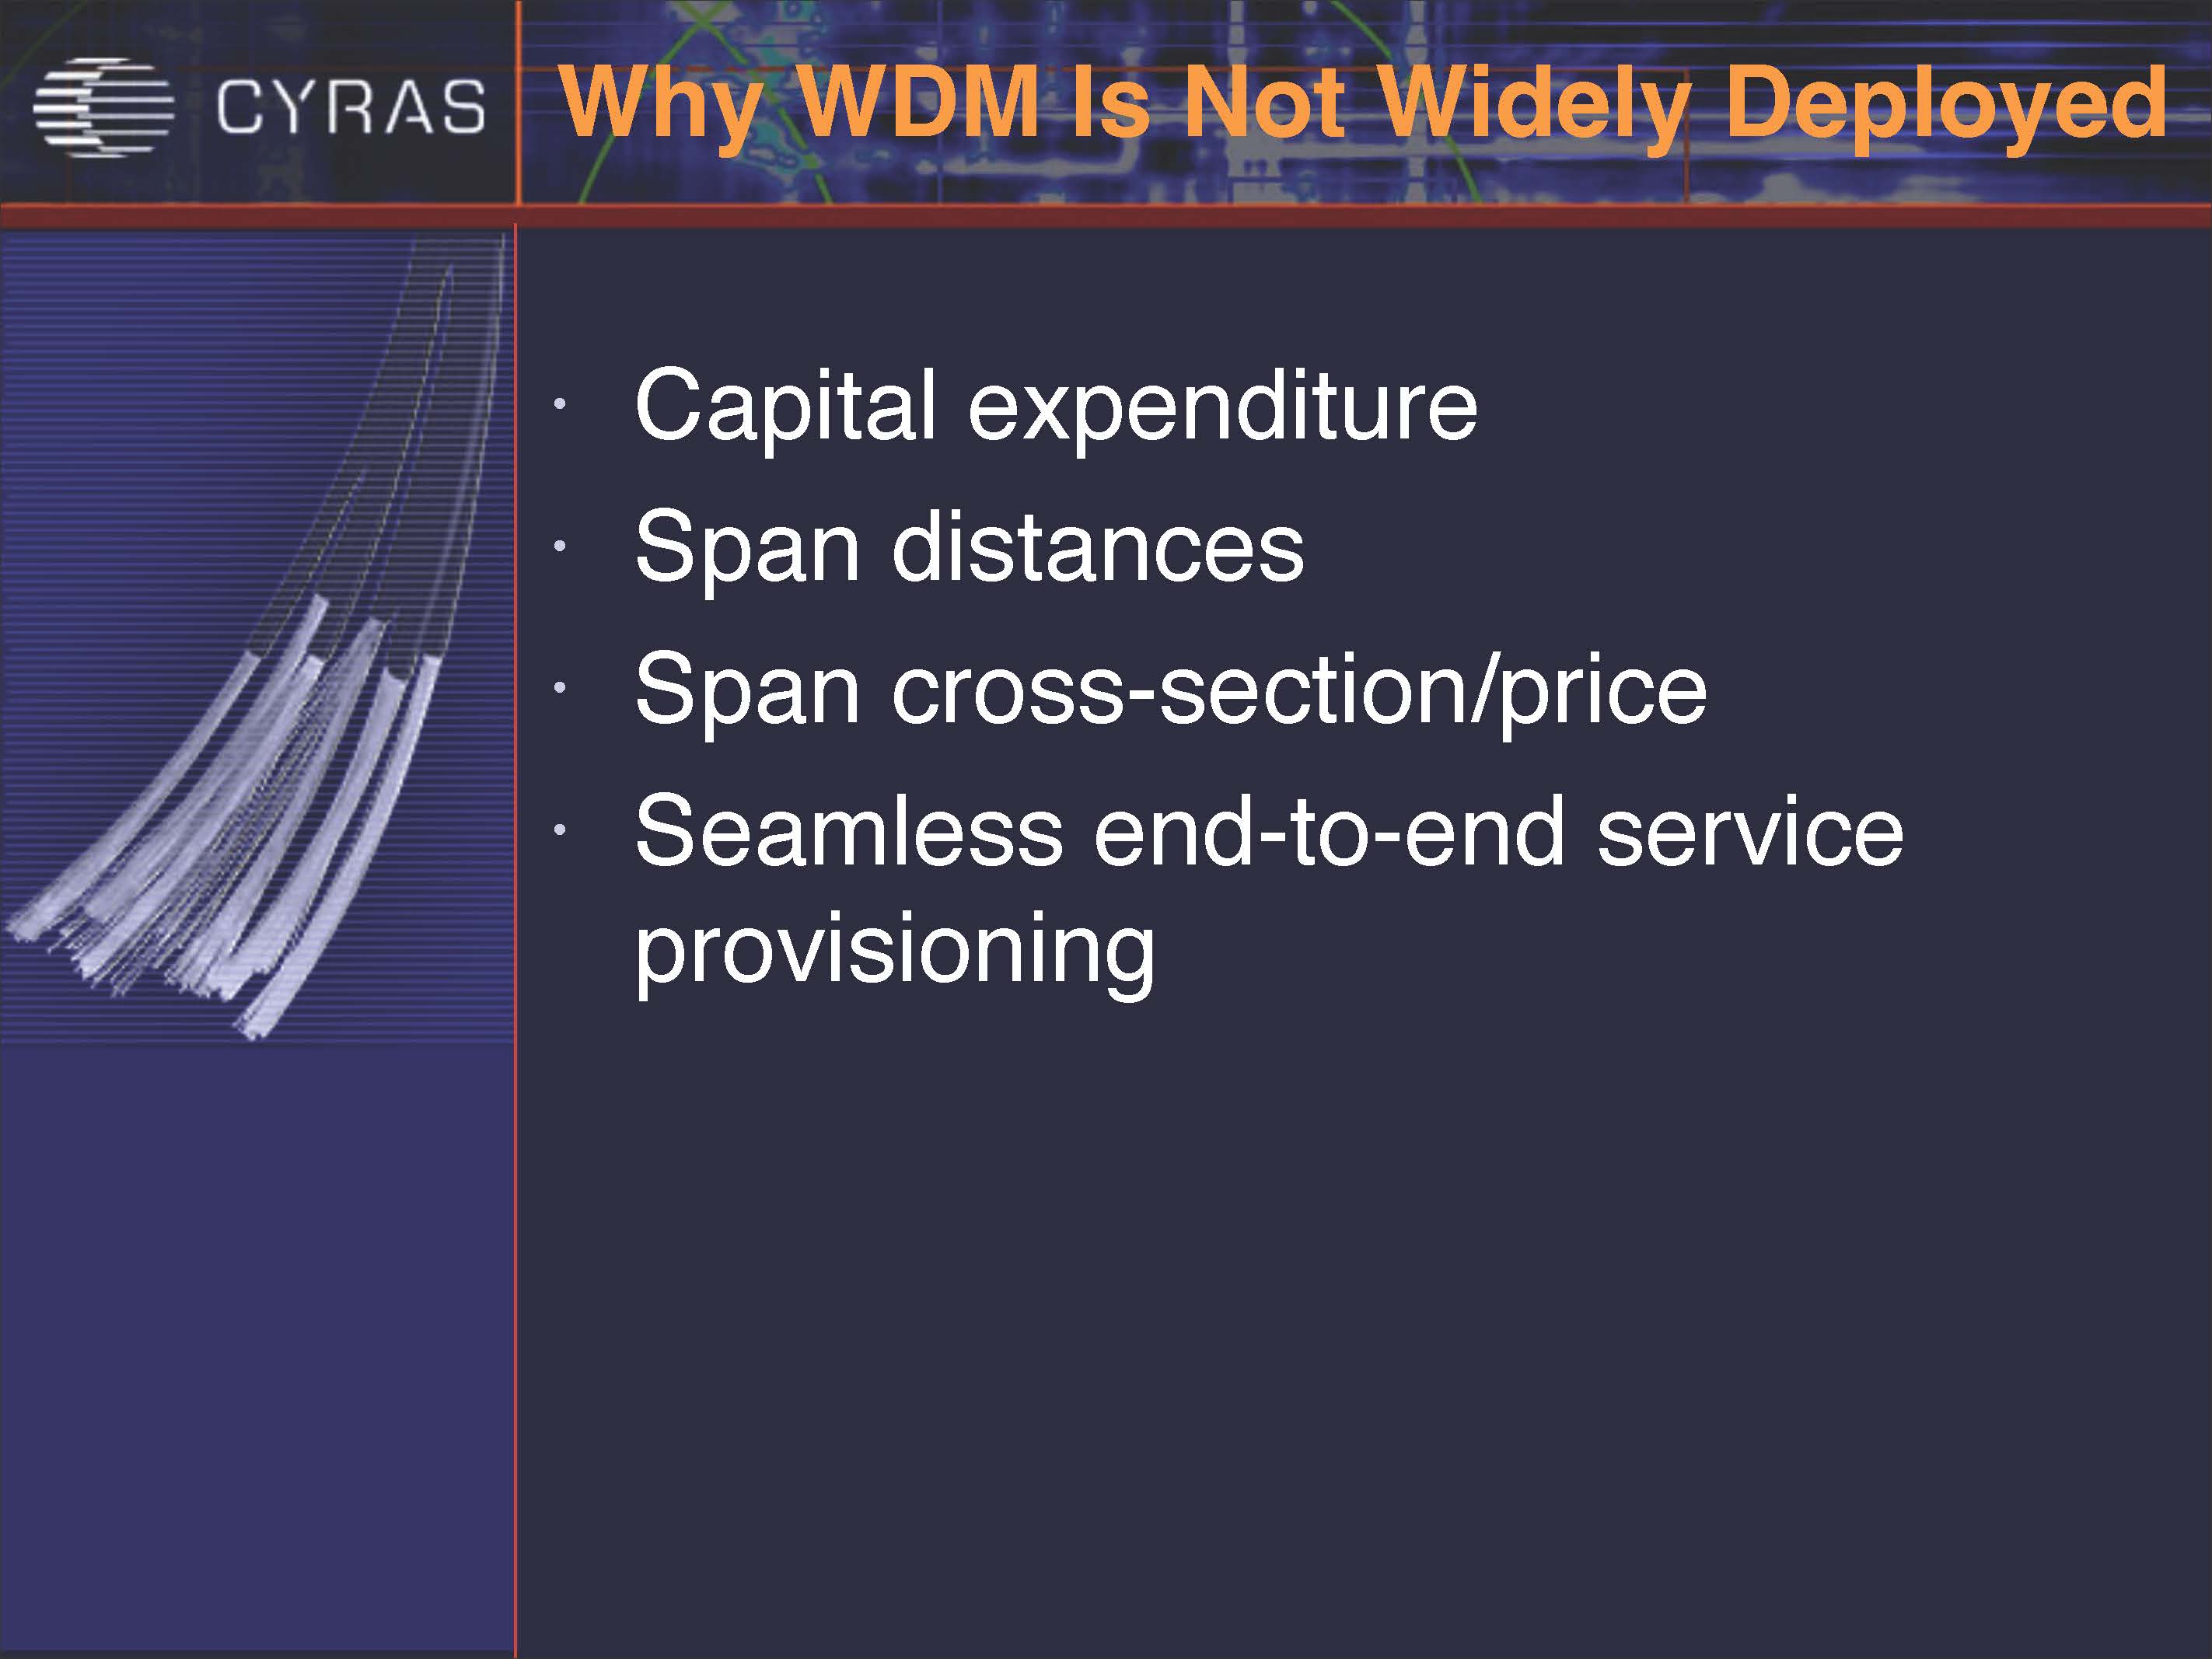 CYRAS
Why WDM Is Not Widely Deployed
• Capital expenditure
• Span distances
• Span cross-section/price
• Seamless end-to-end service
provisioning